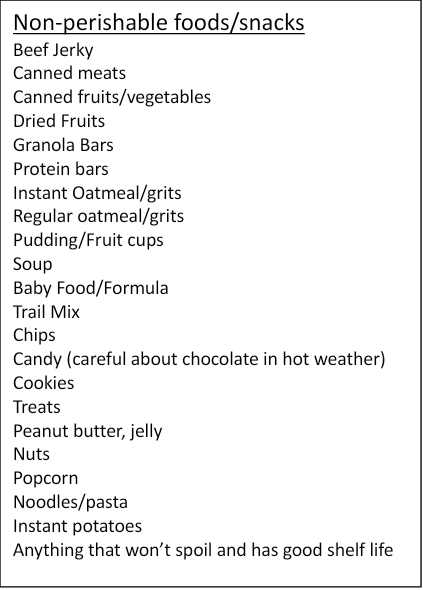 Non-perishable foods/snacks
Beef Jerky
Canned meats
Canned fruits/vegetables
Dried Fruits
Granola Bars
Protein bars
Instant Oatmeal/grits
Regular oatmeal/grits
Pudding/Fruit cups
Soup
Baby Food/Formula
Trail Mix
Chips
Candy (careful about chocolate in hot weather)
Cookies
Treats
Peanut butter, jelly
Nuts
Popcorn
Noodles/pasta
Instant potatoes
Anything that won’t spoil and has good shelf life